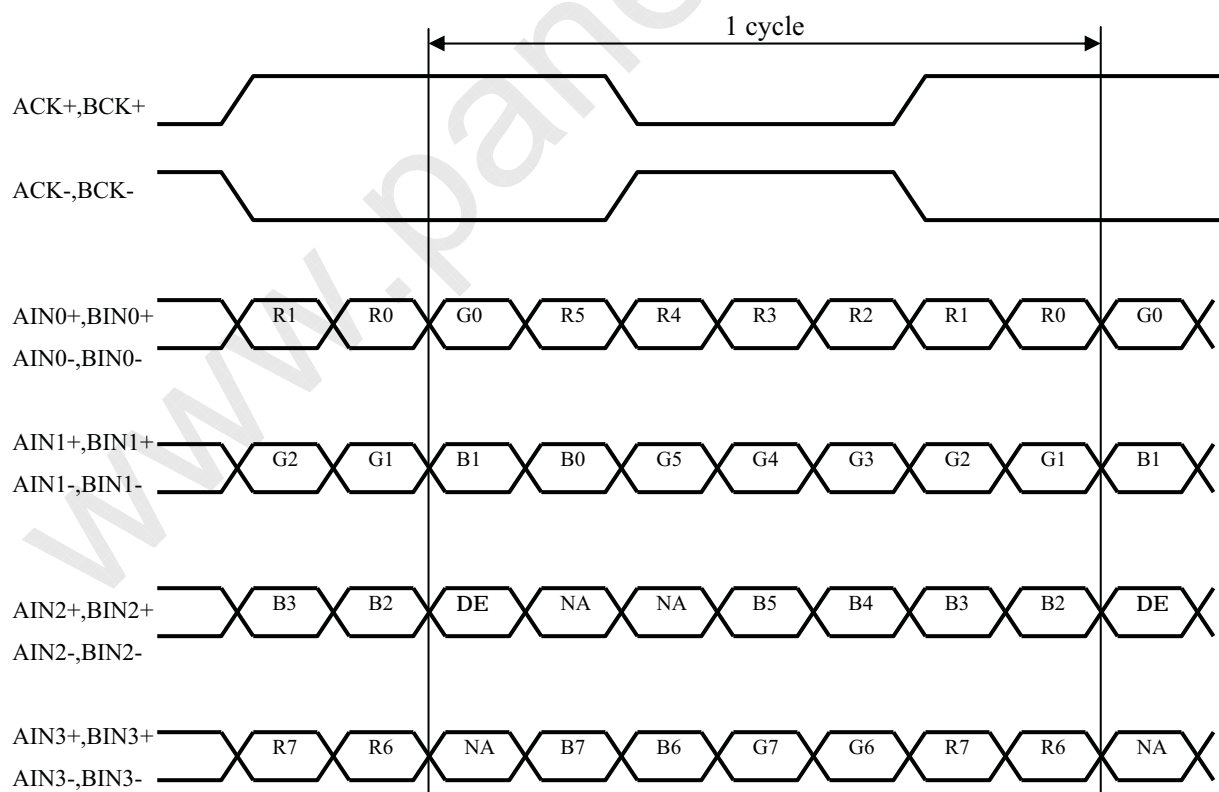 1 cycle
ACK+,BCK+
ACK-,BCK-
AIN0+,BIN0+
R1 R0 G0 R5 R4 R3 R2 R1 R0 G0
AIN0-,BIN0-
AIN1+,BIN1+
G2 G1 B1 B0 G5 G4 G3 G2 G1 B1
AIN1-,BIN1-
AIN2+,BIN2+
B3 B2 DE NA NA B5 B4 B3 B2 DE
AIN2-,BIN2-
AIN3+,BIN3+
R7 R6 NA B7 B6 G7 G6 R7 R6 NA
AIN3-,BIN3-